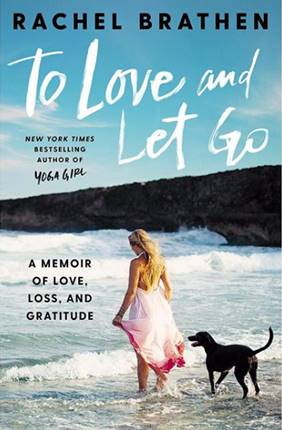 RACHEL BRATHEN
To Love and
Let Go
NEW YORK TIMES
BESTSELLING
AUTHOR OF
YOGA GIRL
A MEMOIR
OF LOVE,
LOSS, AND
GRATITUDE